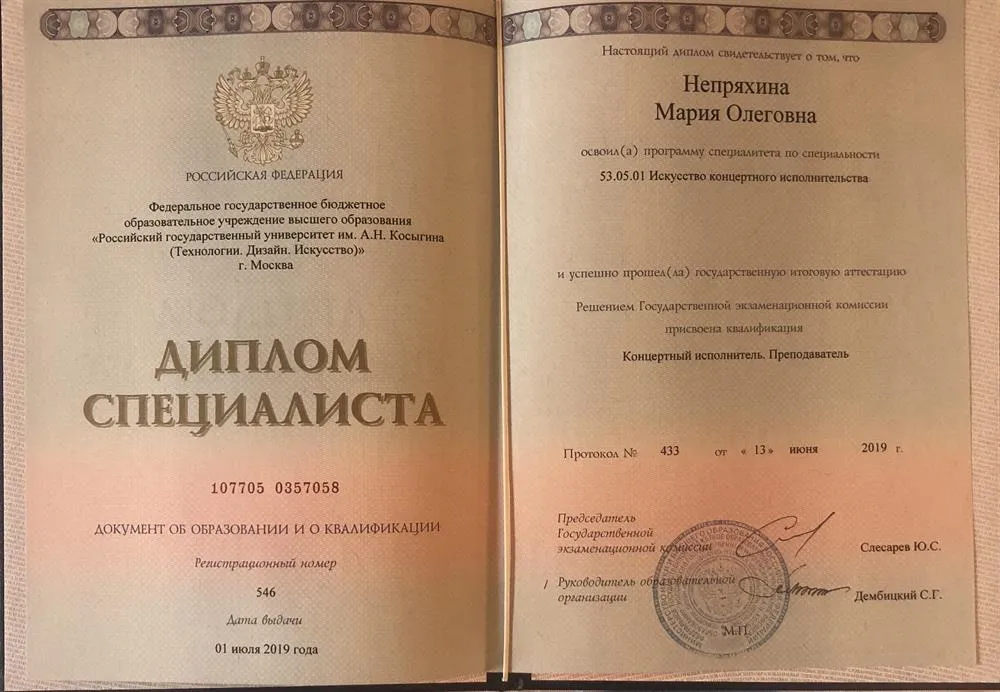 РОССИЙСКАЯ ФЕДЕРАЦИЯ
Федеральное государственное бюджетное
образовательное учреждение высшего образования
«Российский государственный университет им. А.Н. Косыгина
(Технологии. Дизайн. Искусство)»
г. Москва
ДИПЛОМ
СПЕЦИАЛИСТА
107705 0357058
ДОКУМЕНТ ОБ ОБРАЗОВАНИИ И О КВАЛИФИКАЦИИ
Регистрационный номер
546
Дата выдачи
01 июля 2019 года
Настоящий диплом свидетельствует о том, что
Непряхина
Мария Олеговна
освоил(а) программу специалитета по специальности
53.05.01 Искусство концертного исполнительства
и успешно прошел(ла) государственную итоговую аттестацию
Решением Государственной экзаменационной комиссии
присвоена квалификация
Концертный исполнитель. Преподаватель
Протокол № 433 от « 13 » июня 2019 г.
Председатель
Государственной
экзаменационной комиссии
Слесарев Ю.С.
/ Руководитель образовательной
организации
Дембицкий С.Г.
М.П.